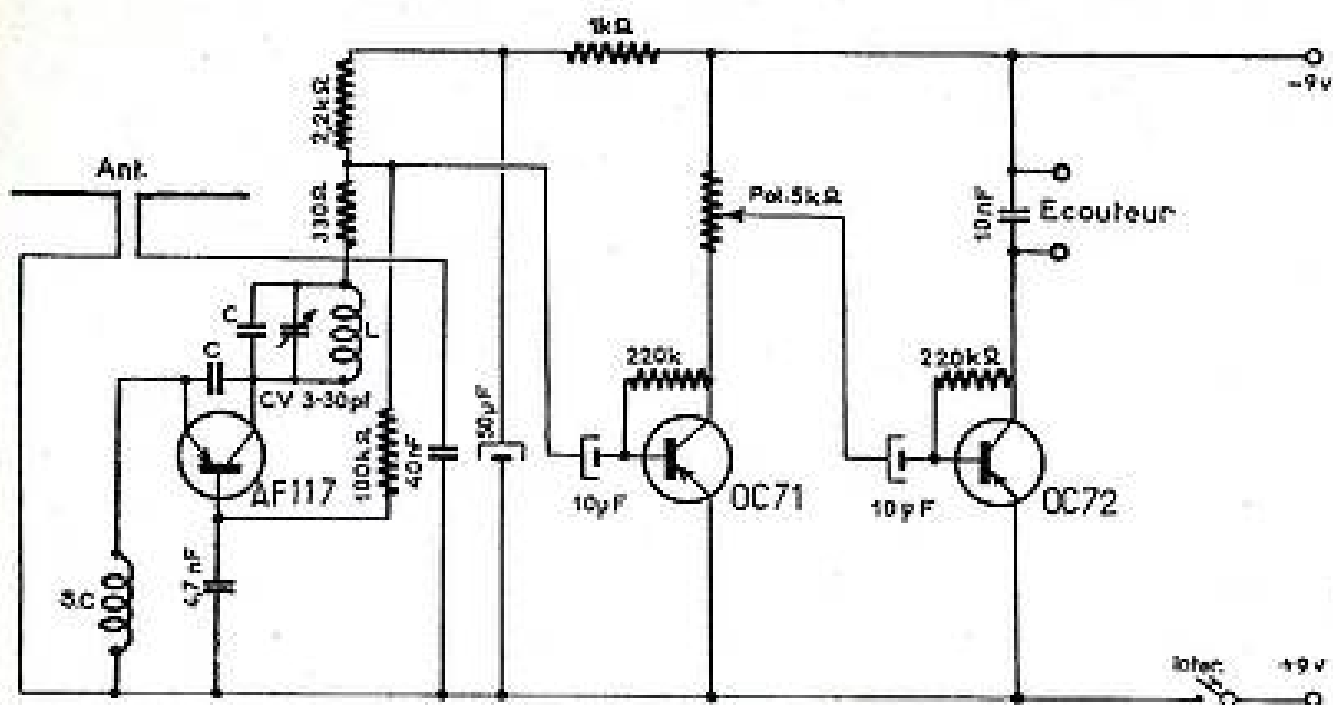 1kΩ
-9v
2,2kΩ
Ant.
330Ω
Pot.5kΩ
10nF
Ecouteur
C
L
C
220k
220kΩ
CV 3-30pf
50µF
100kΩ
40nF
AF117
10µF
OC71
10µF
OC72
4,7nF
S.C
Inter.
+9v